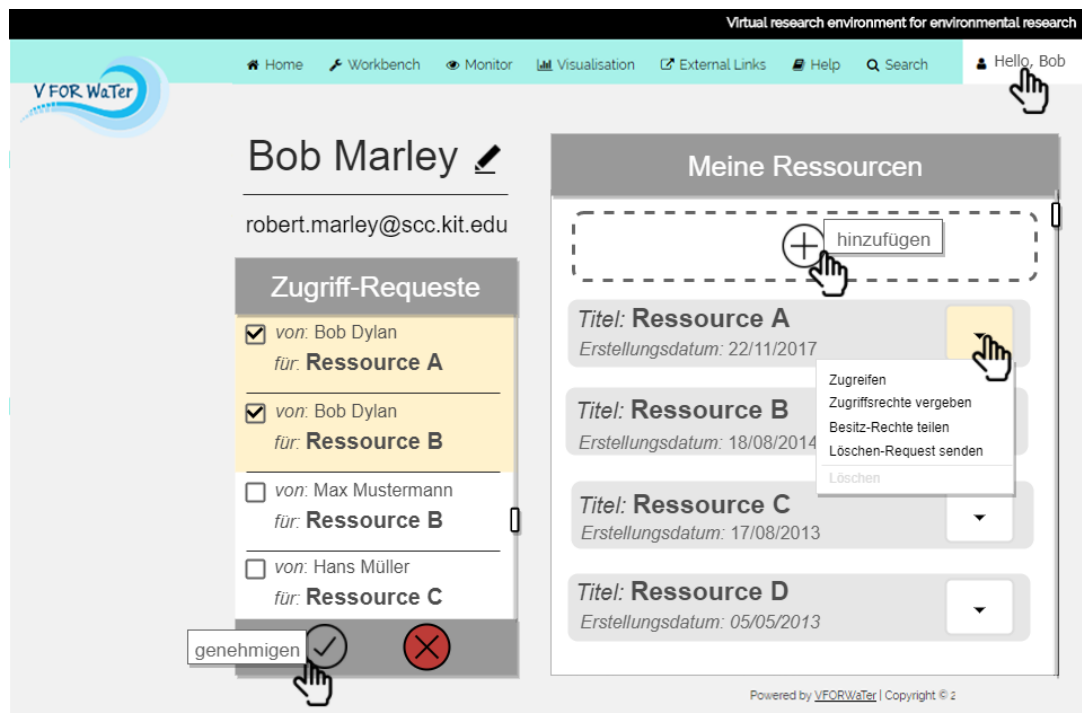 Virtual research environment for environmental research
Home Workbench Monitor Visualisation External Links Help Search Hello, Bob
V FOR WaTer
Bob Marley
robert.marley@scc.kit.edu
Zugriff-Requeste
von: Bob Dylan
für: Ressource A
von: Bob Dylan
für: Ressource B
von: Max Mustermann
für: Ressource B
von: Hans Müller
für: Ressource C
genehmigen
Meine Ressourcen
hinzufügen
Titel: Ressource A
Erstellungsdatum: 22/11/2017
Zugreifen
Zugriffsrechte vergeben
Besitz-Rechte teilen
Löschen-Request senden
Löschen
Titel: Ressource B
Erstellungsdatum: 18/08/2014
Titel: Ressource C
Erstellungsdatum: 17/08/2013
Titel: Ressource D
Erstellungsdatum: 05/05/2013
Powered by VFORWaTer | Copyright ©